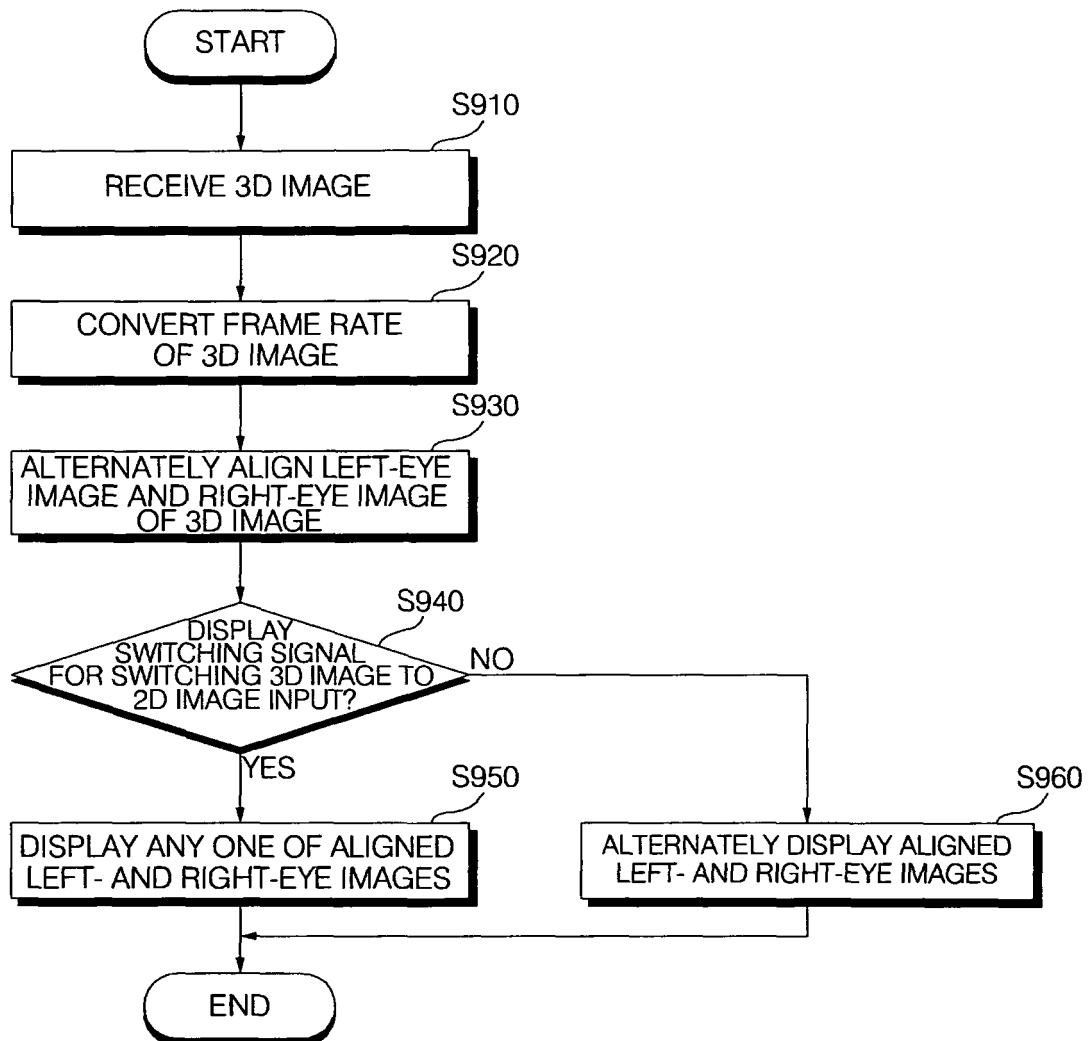 START
S910
RECEIVE 3D IMAGE
S920
CONVERT FRAME RATE
OF 3D IMAGE
S930
ALTERNATELY ALIGN LEFT-EYE
IMAGE AND RIGHT-EYE IMAGE
OF 3D IMAGE
S940
DISPLAY
SWITCHING SIGNAL
FOR SWITCHING 3D IMAGE TO
2D IMAGE INPUT?
NO
YES
S950
DISPLAY ANY ONE OF ALIGNED
LEFT- AND RIGHT-EYE IMAGES
S960
ALTERNATELY DISPLAY ALIGNED
LEFT- AND RIGHT-EYE IMAGES
END